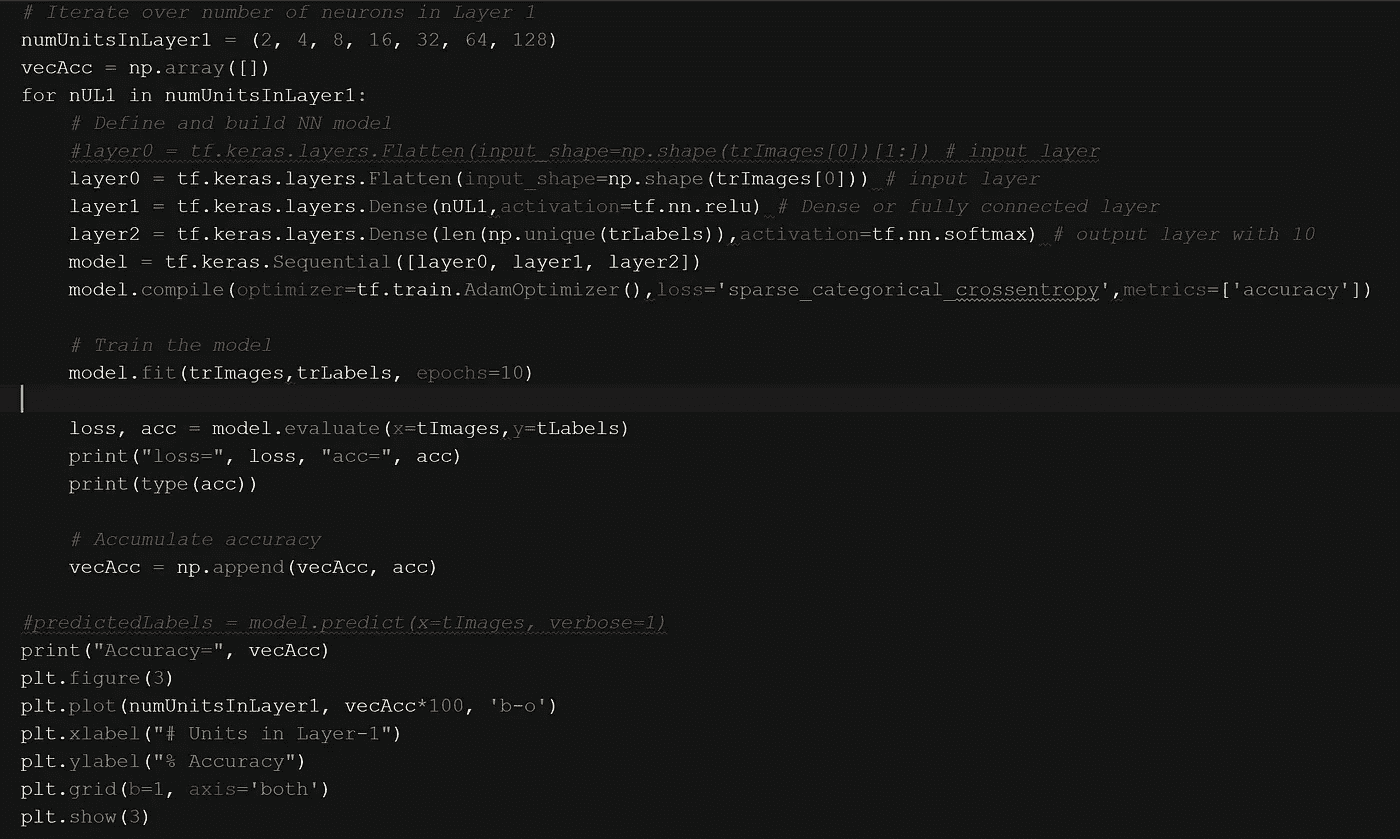 # Iterate over number of neurons in Layer 1
numUnitsInLayer1 = (2, 4, 8, 16, 32, 64, 128)
vecAcc = np.array([])
for nUL1 in numUnitsInLayer1:
    # Define and build NN model
    #layer0 = tf.keras.layers.Flatten(input_shape=np.shape(trImages[0])[1:]) # input layer
    layer0 = tf.keras.layers.Flatten(input_shape=np.shape(trImages[0])) # input layer
    layer1 = tf.keras.layers.Dense(nUL1,activation=tf.nn.relu) # Dense or fully connected layer
    layer2 = tf.keras.layers.Dense(len(np.unique(trLabels)),activation=tf.nn.softmax) # output layer with 10
    model = tf.keras.Sequential([layer0, layer1, layer2])
    model.compile(optimizer=tf.train.AdamOptimizer(),loss='sparse_categorical_crossentropy',metrics=['accuracy'])
    # Train the model
    model.fit(trImages,trLabels, epochs=10)
    loss, acc = model.evaluate(x=tImages,y=tLabels)
    print("loss=", loss, "acc=", acc)
    print(type(acc))
    # Accumulate accuracy
    vecAcc = np.append(vecAcc, acc)
#predictedLabels = model.predict(x=tImages, verbose=1)
print("Accuracy=", vecAcc)
plt.figure(3)
plt.plot(numUnitsInLayer1, vecAcc*100, 'b-o')
plt.xlabel("# Units in Layer-1")
plt.ylabel("% Accuracy")
plt.grid(b=1, axis='both')
plt.show(3)